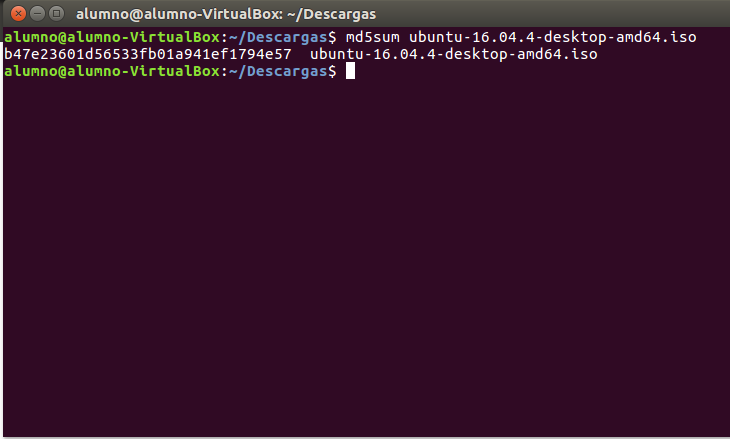 alumno@alumno-VirtualBox: ~/Descargas
alumno@alumno-VirtualBox:~/Descargas$ md5sum ubuntu-16.04.4-desktop-amd64.iso
b47e23601d56533fb01a941ef1794e57  ubuntu-16.04.4-desktop-amd64.iso
alumno@alumno-VirtualBox:~/Descargas$